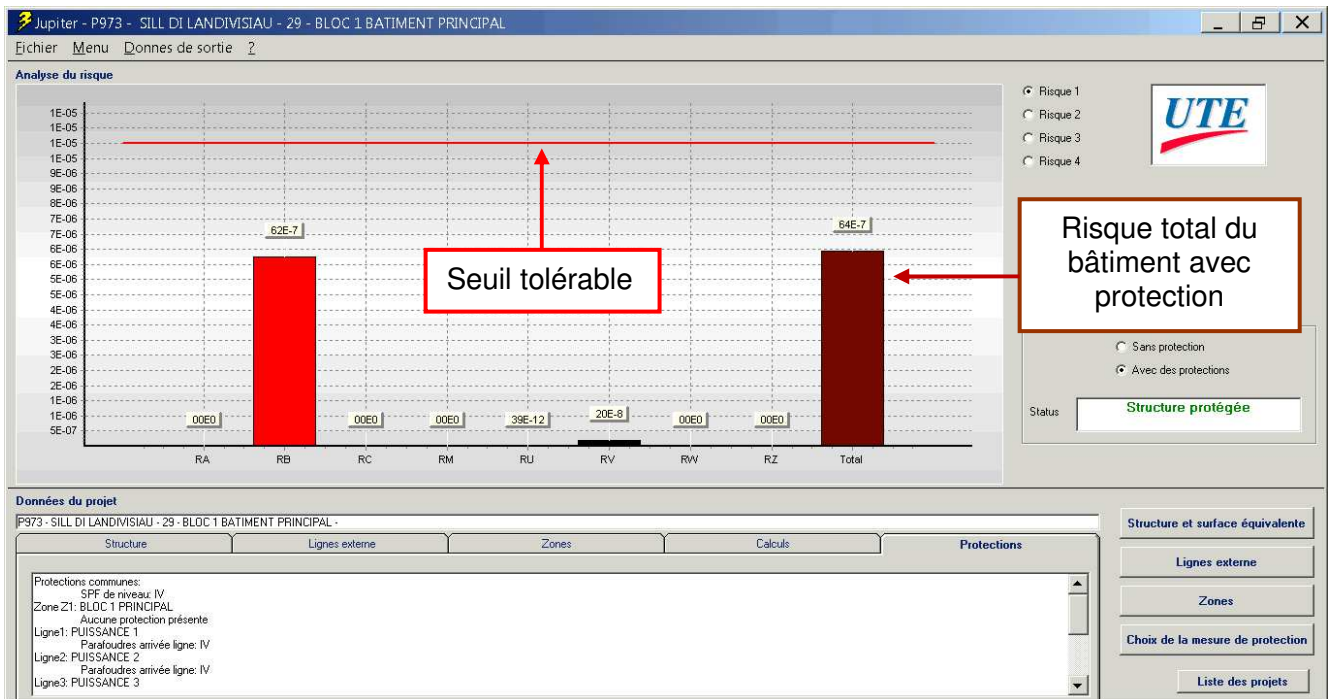 Jupiter - P973 - SILL DI LANDIVISIAU - 29 - BLOC 1 BATIMENT PRINCIPAL
Fichier Menu Donnes de sortie ?
Analyse du risque
1E-05
1E-05
1E-05
1E-05
9E-06
9E-06
8E-06
7E-06
7E-06
6E-06
6E-06
5E-06
5E-06
4E-06
4E-06
3E-06
3E-06
2E-06
2E-06
1E-06
1E-06
5E-07
62E-7
64E-7
00E0
00E0
00E0
39E-12
20E-8
00E0
00E0
RA RB RC RM RU RV RW RZ Total
Seuil tolérable
Risque 1
Risque 2
Risque 3
Risque 4
UTE
Risque total du
bâtiment avec
protection
Sans protection
Avec des protections
Status Structure protégée
Données du projet
P973 - SILL DI LANDIVISIAU - 29 - BLOC 1 BATIMENT PRINCIPAL -
Structure Lignes externe Zones Calculs Protections
Protections communes:
SPF de niveau: IV
Zone Z1: BLOC 1 PRINCIPAL
Aucune protection présente
Ligne1: PUISSANCE 1
Parafoudres arrivée ligne: IV
Ligne2: PUISSANCE 2
Parafoudres arrivée ligne: IV
Ligne3: PUISSANCE 3
Structure et surface équivalente
Lignes externe
Zones
Choix de la mesure de protection
Liste des projets